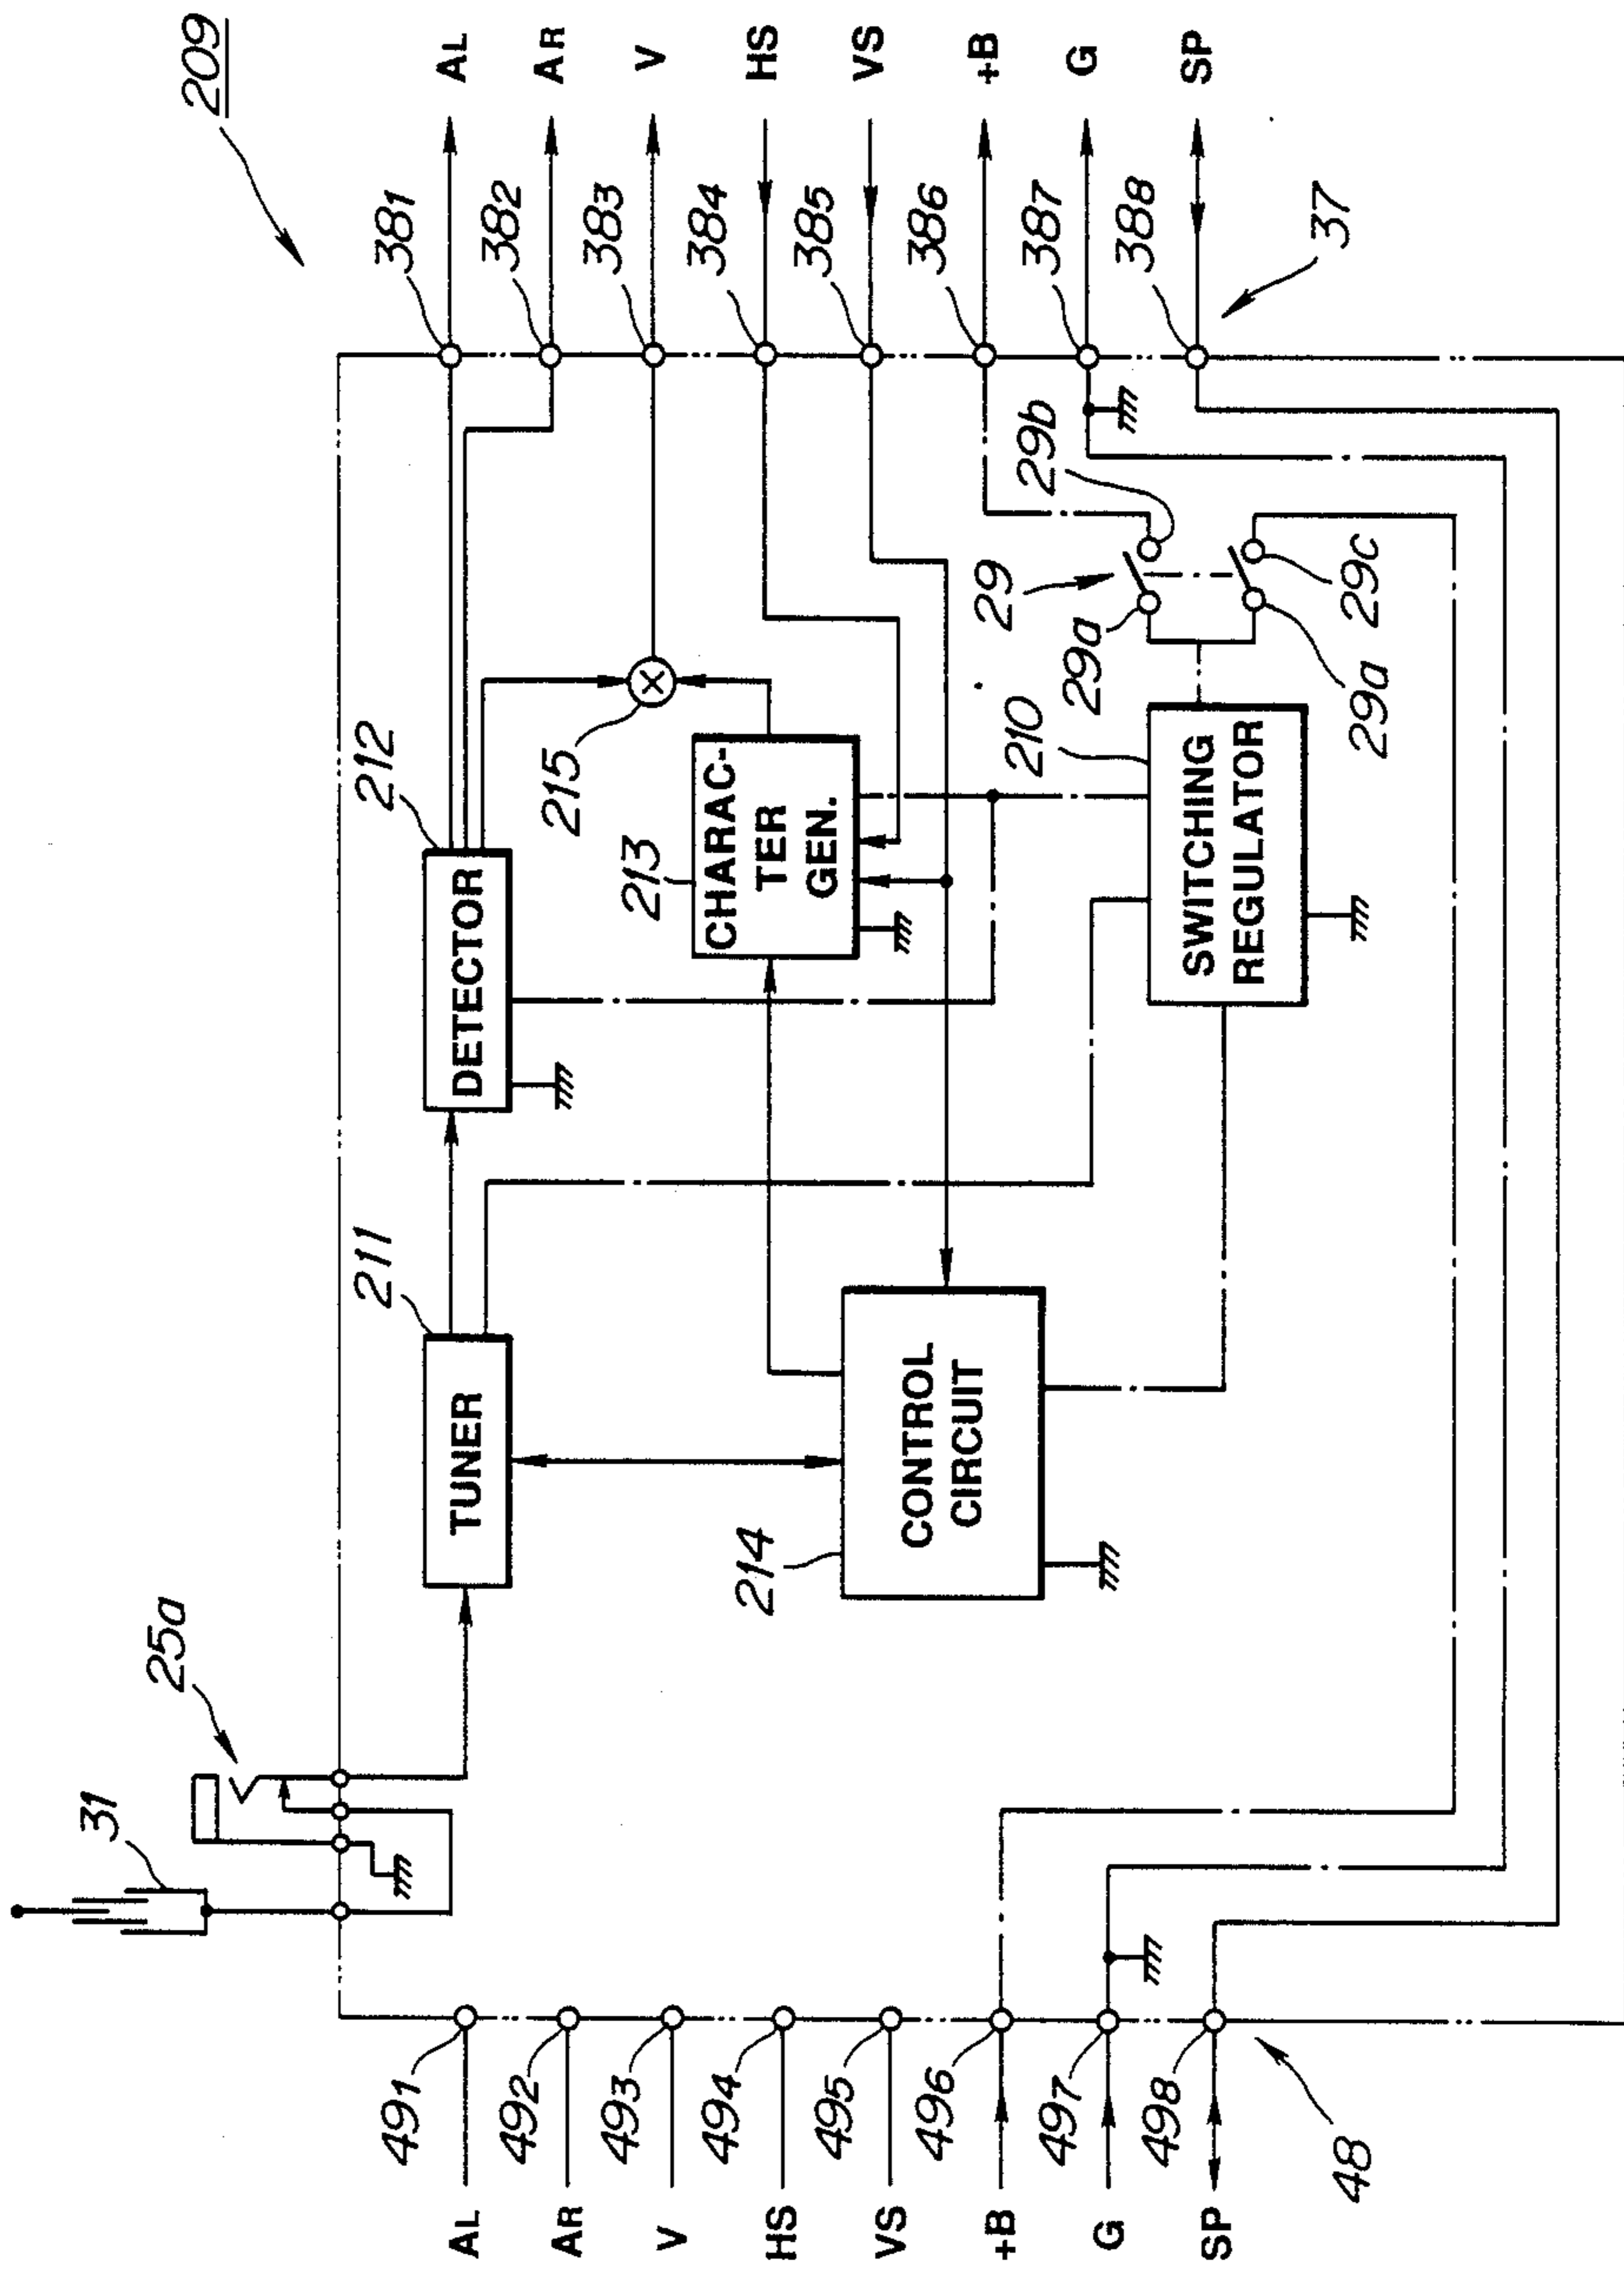 209
31
25a
211
212
TUNER
DETECTOR
215
213
CHARAC-
TER
GEN.
214
CONTROL
CIRCUIT
210
SWITCHING
REGULATOR
29
29a
29b
29a
29c
AL
491
AR
492
V
493
HS
494
VS
495
+B
496
G
497
SP
498
48
381
AL
382
AR
383
V
384
HS
385
VS
386
+B
387
G
388
SP
37